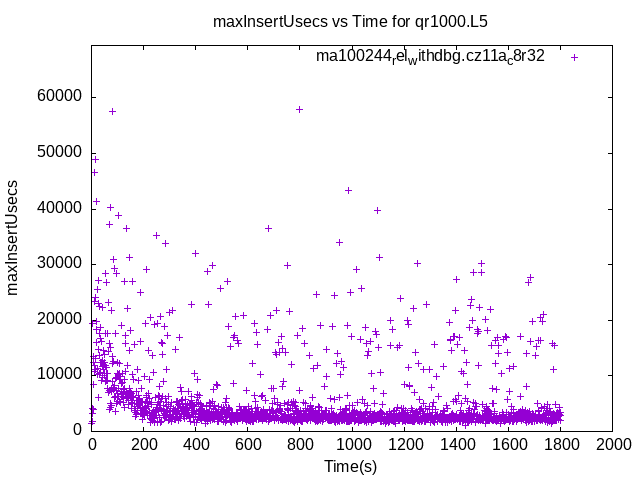 maxInsertUsecs vs Time for qr1000.L5
ma100244relwithdbg.cz11ac8r32
60000
50000
40000
30000
20000
10000
0
maxInsertUsecs
0 200 400 600 800 1000 1200 1400 1600 1800 2000
Time(s)